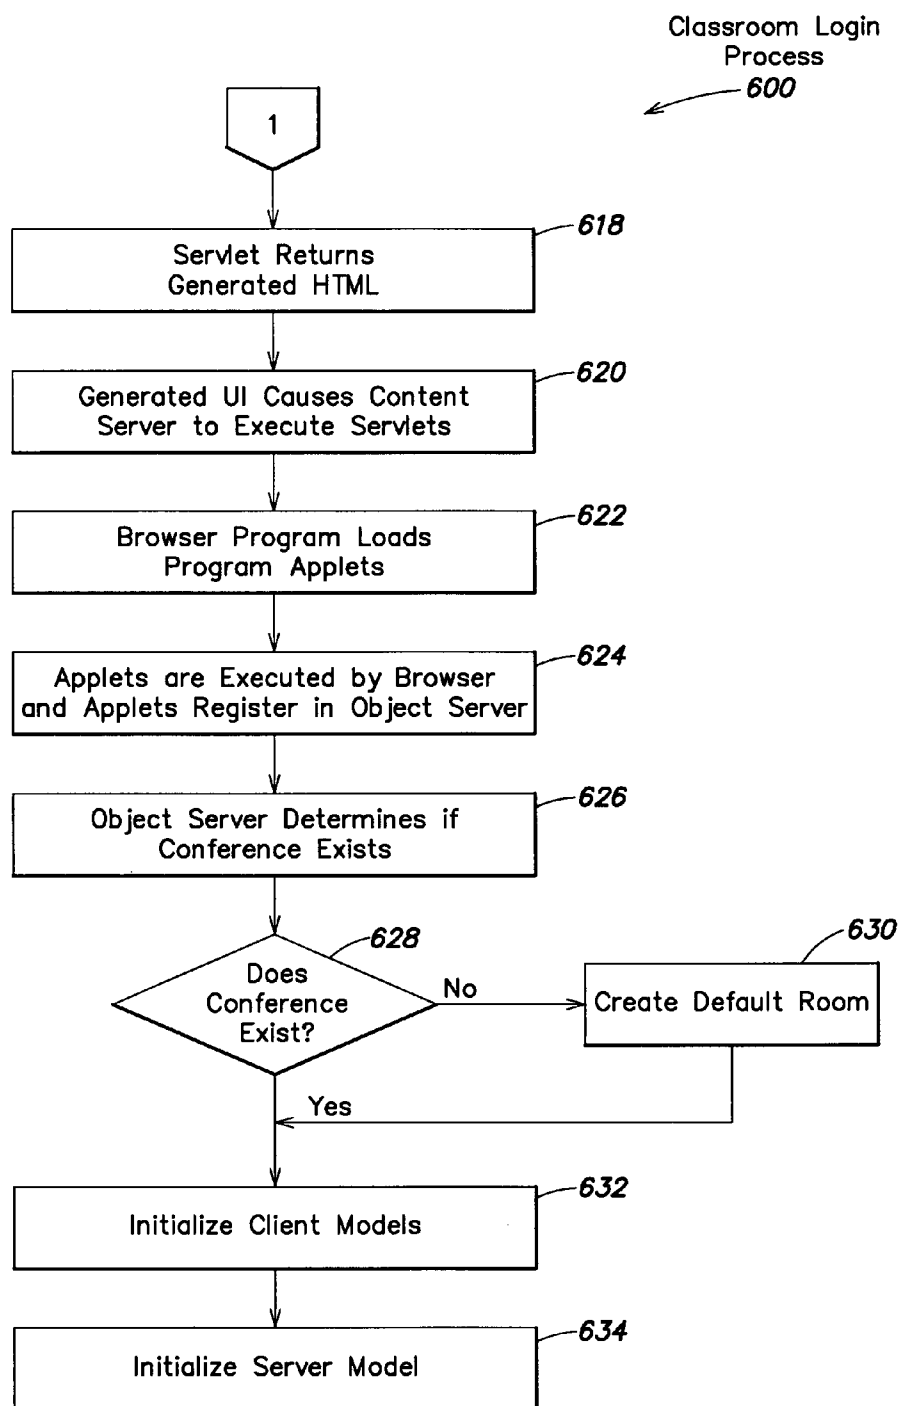 Classroom Login
Process
600
1
618
Servlet Returns
Generated HTML
620
Generated UI Causes Content
Server to Execute Servlets
622
Browser Program Loads
Program Applets
624
Applets are Executed by Browser
and Applets Register in Object Server
626
Object Server Determines if
Conference Exists
628
Does
Conference
Exist?
No
630
Create Default Room
Yes
632
Initialize Client Models
634
Initialize Server Model